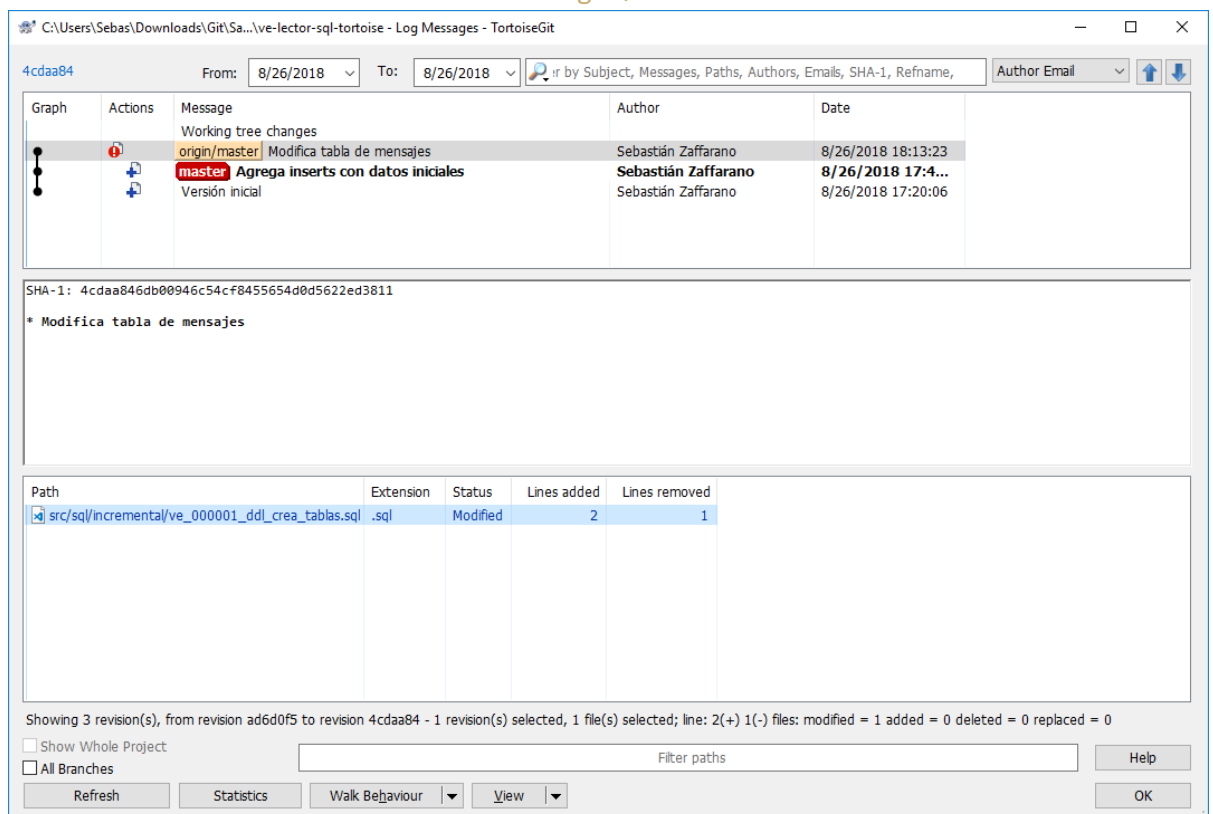 C:\Users\Sebas\Downloads\Git\Sa...\ve-lector-sql-tortoise - Log Messages - TortoiseGit
4cdaa84 From: 8/26/2018 To: 8/26/2018 by Subject, Messages, Paths, Authors, Emails, SHA-1, Refname, Author Email
Graph Actions Message Author Date
Working tree changes
origin/master Modifica tabla de mensajes Sebastián Zaffarano 8/26/2018 18:13:23
master Agrega inserts con datos iniciales Sebastián Zaffarano 8/26/2018 17:4...
Versión inicial Sebastián Zaffarano 8/26/2018 17:20:06
SHA-1: 4cdaa846db00946c54cf8455654d0d5622ed3811
* Modifica tabla de mensajes
Path Extension Status Lines added Lines removed
src/sql/incremental/ve_000001_ddl_crea_tablas.sql .sql Modified 2 1
Showing 3 revision(s), from revision ad6d0f5 to revision 4cdaa84 - 1 revision(s) selected, 1 file(s) selected; line: 2(+) 1(-) files: modified = 1 added = 0 deleted = 0 replaced = 0
Show Whole Project
Filter paths Help
All Branches
Refresh Statistics Walk Behaviour View OK